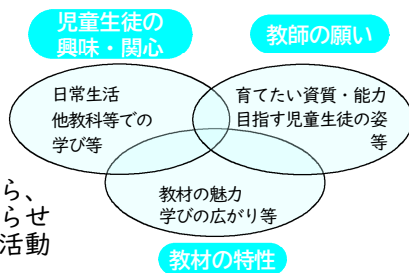 児童生徒の
興味・関心
教師の願い
日常生活
他教科等での
学び等
育てたい資質・能力
目指す児童生徒の姿
等
教材の魅力
学びの広がり等
教材の特性
ら、
らせ
活動